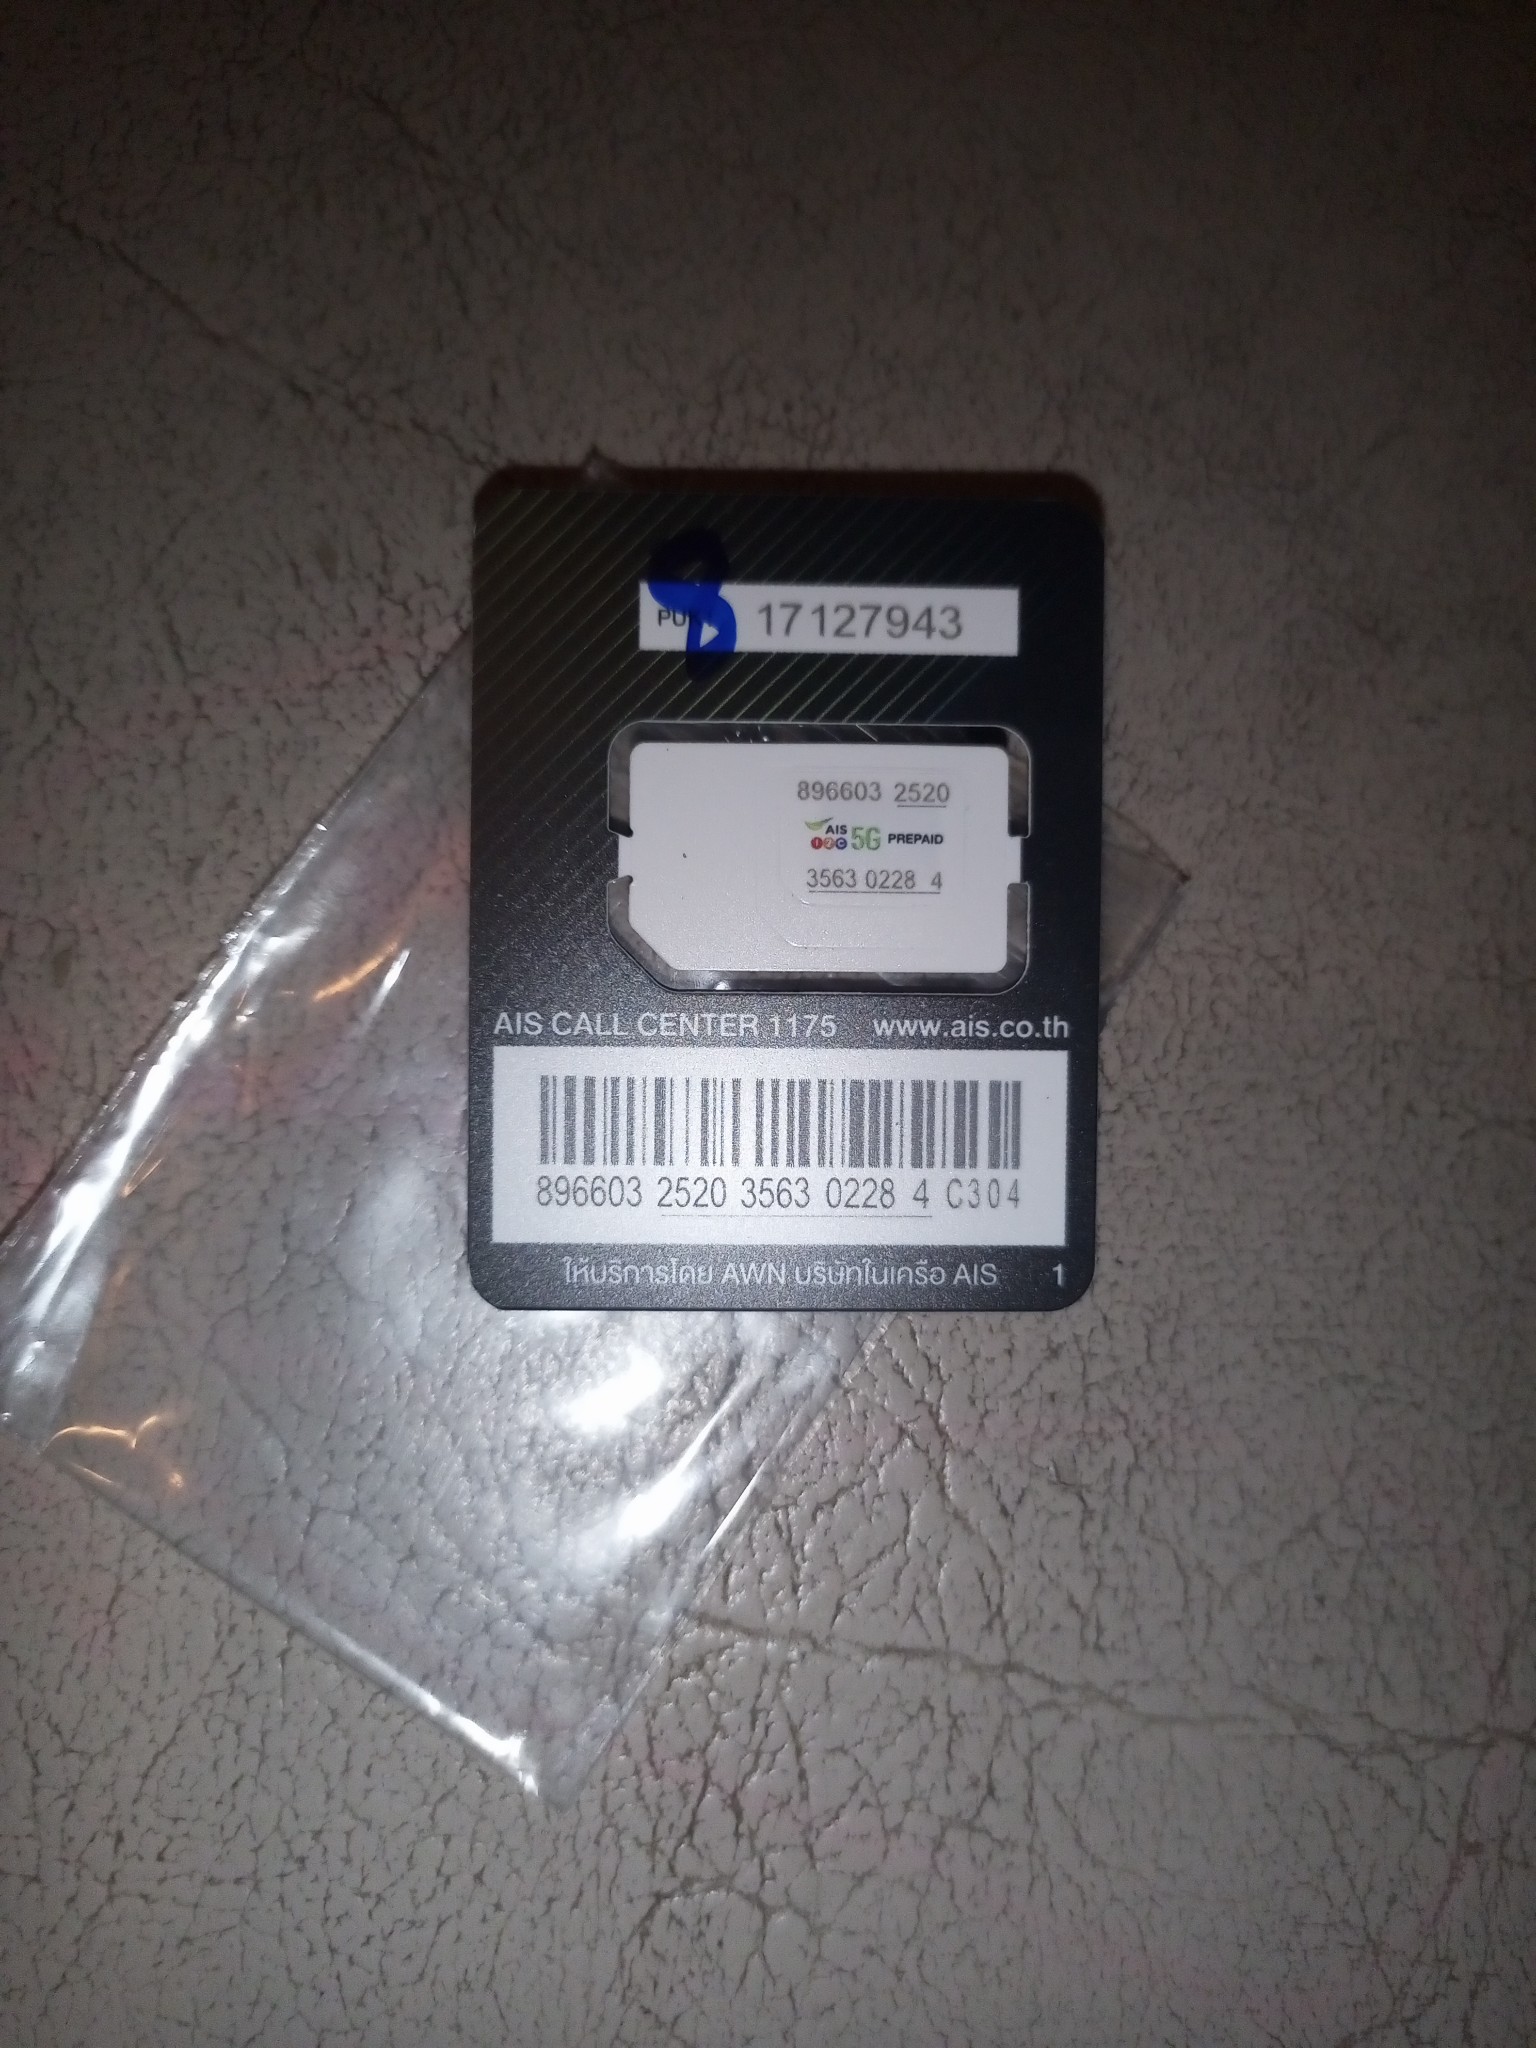 8
PUK 17127943
896603 2520
AIS 5G PREPAID
12C
3563 0228 4
AIS CALL CENTER 1175 www.ais.co.th
896603 2520 3563 0228 4 C304
ให้บริการโดย AWN บริษัทในเครือ AIS 1